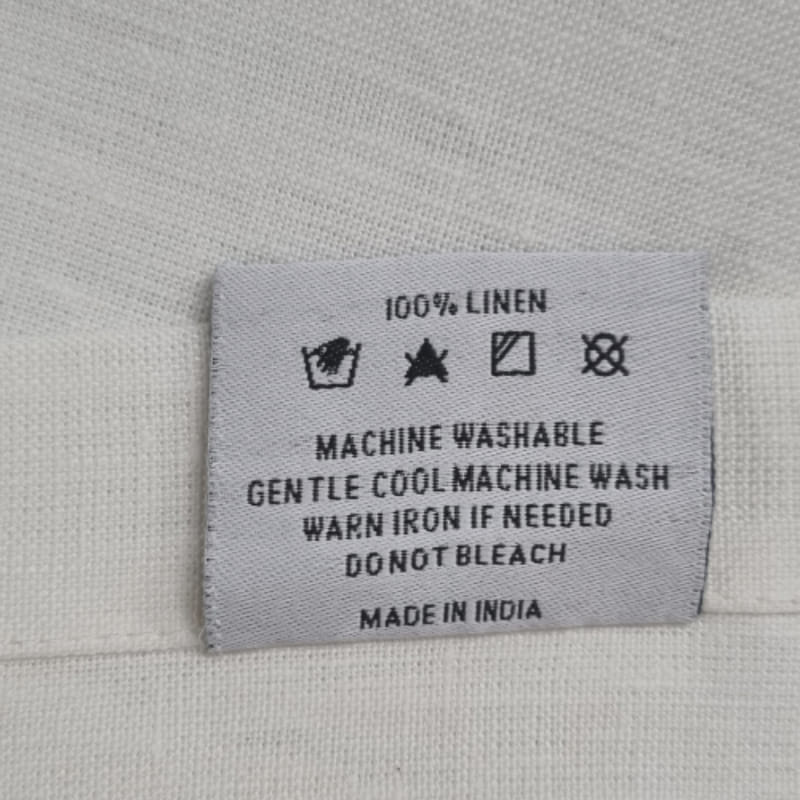 100% LINEN
MACHINE WASHABLE
GENTLE COOL MACHINE WASH
WARN IRON IF NEEDED
DO NOT BLEACH
MADE IN INDIA